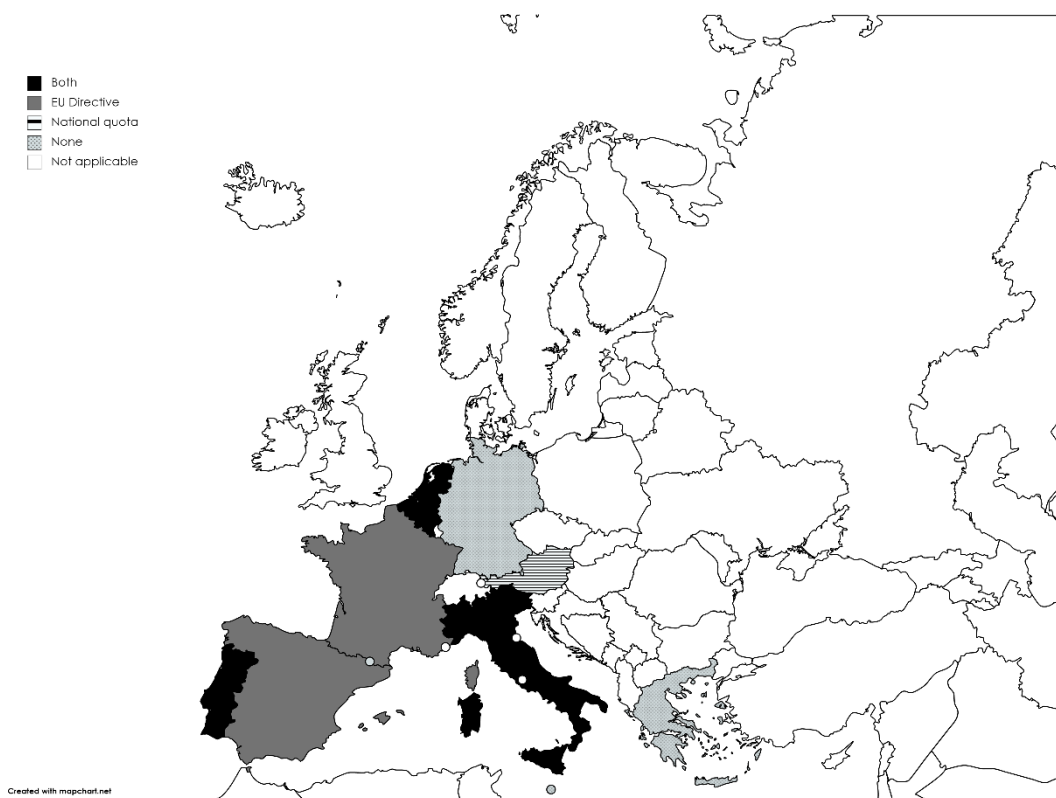 Both
EU Directive
National quota
None
Not applicable
Created with mapchart.net